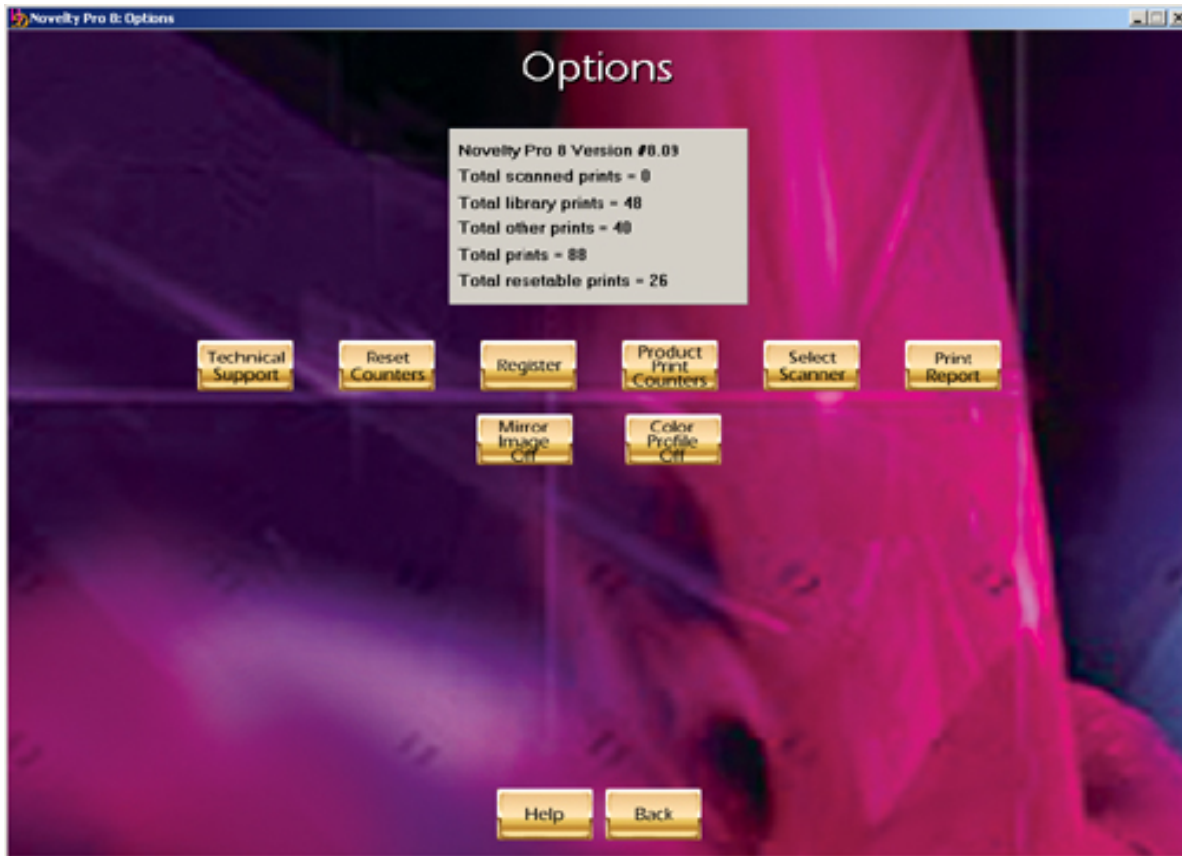 Novelty Pro 8: Options
Options
Novelty Pro 8 Version #8.09
Total scanned prints = 0
Total library prints = 48
Total other prints = 40
Total prints = 88
Total resetable prints = 26
Technical
Support
Reset
Counters
Register
Product
Print
Counters
Select
Scanner
Print
Report
Mirror
Image
Off
Color
Profile
Off
Help
Back